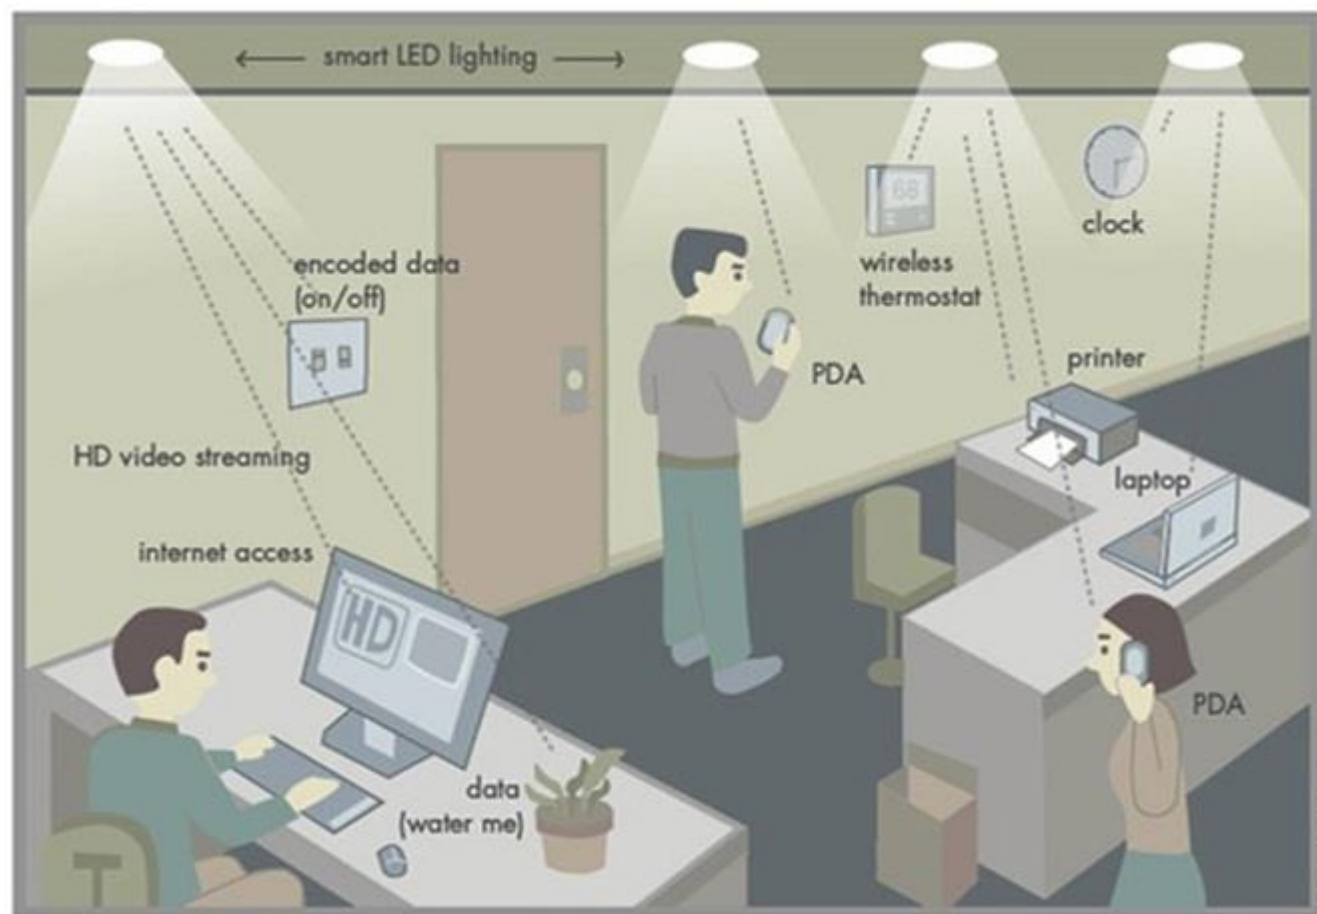 smart LED lighting
encoded data
(on/off)
68
clock
wireless
thermostat
PDA
printer
HD video streaming
laptop
internet access
HD
PDA
data
(water me)